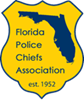 Florida
Police
Chiefs
Association
est. 1952